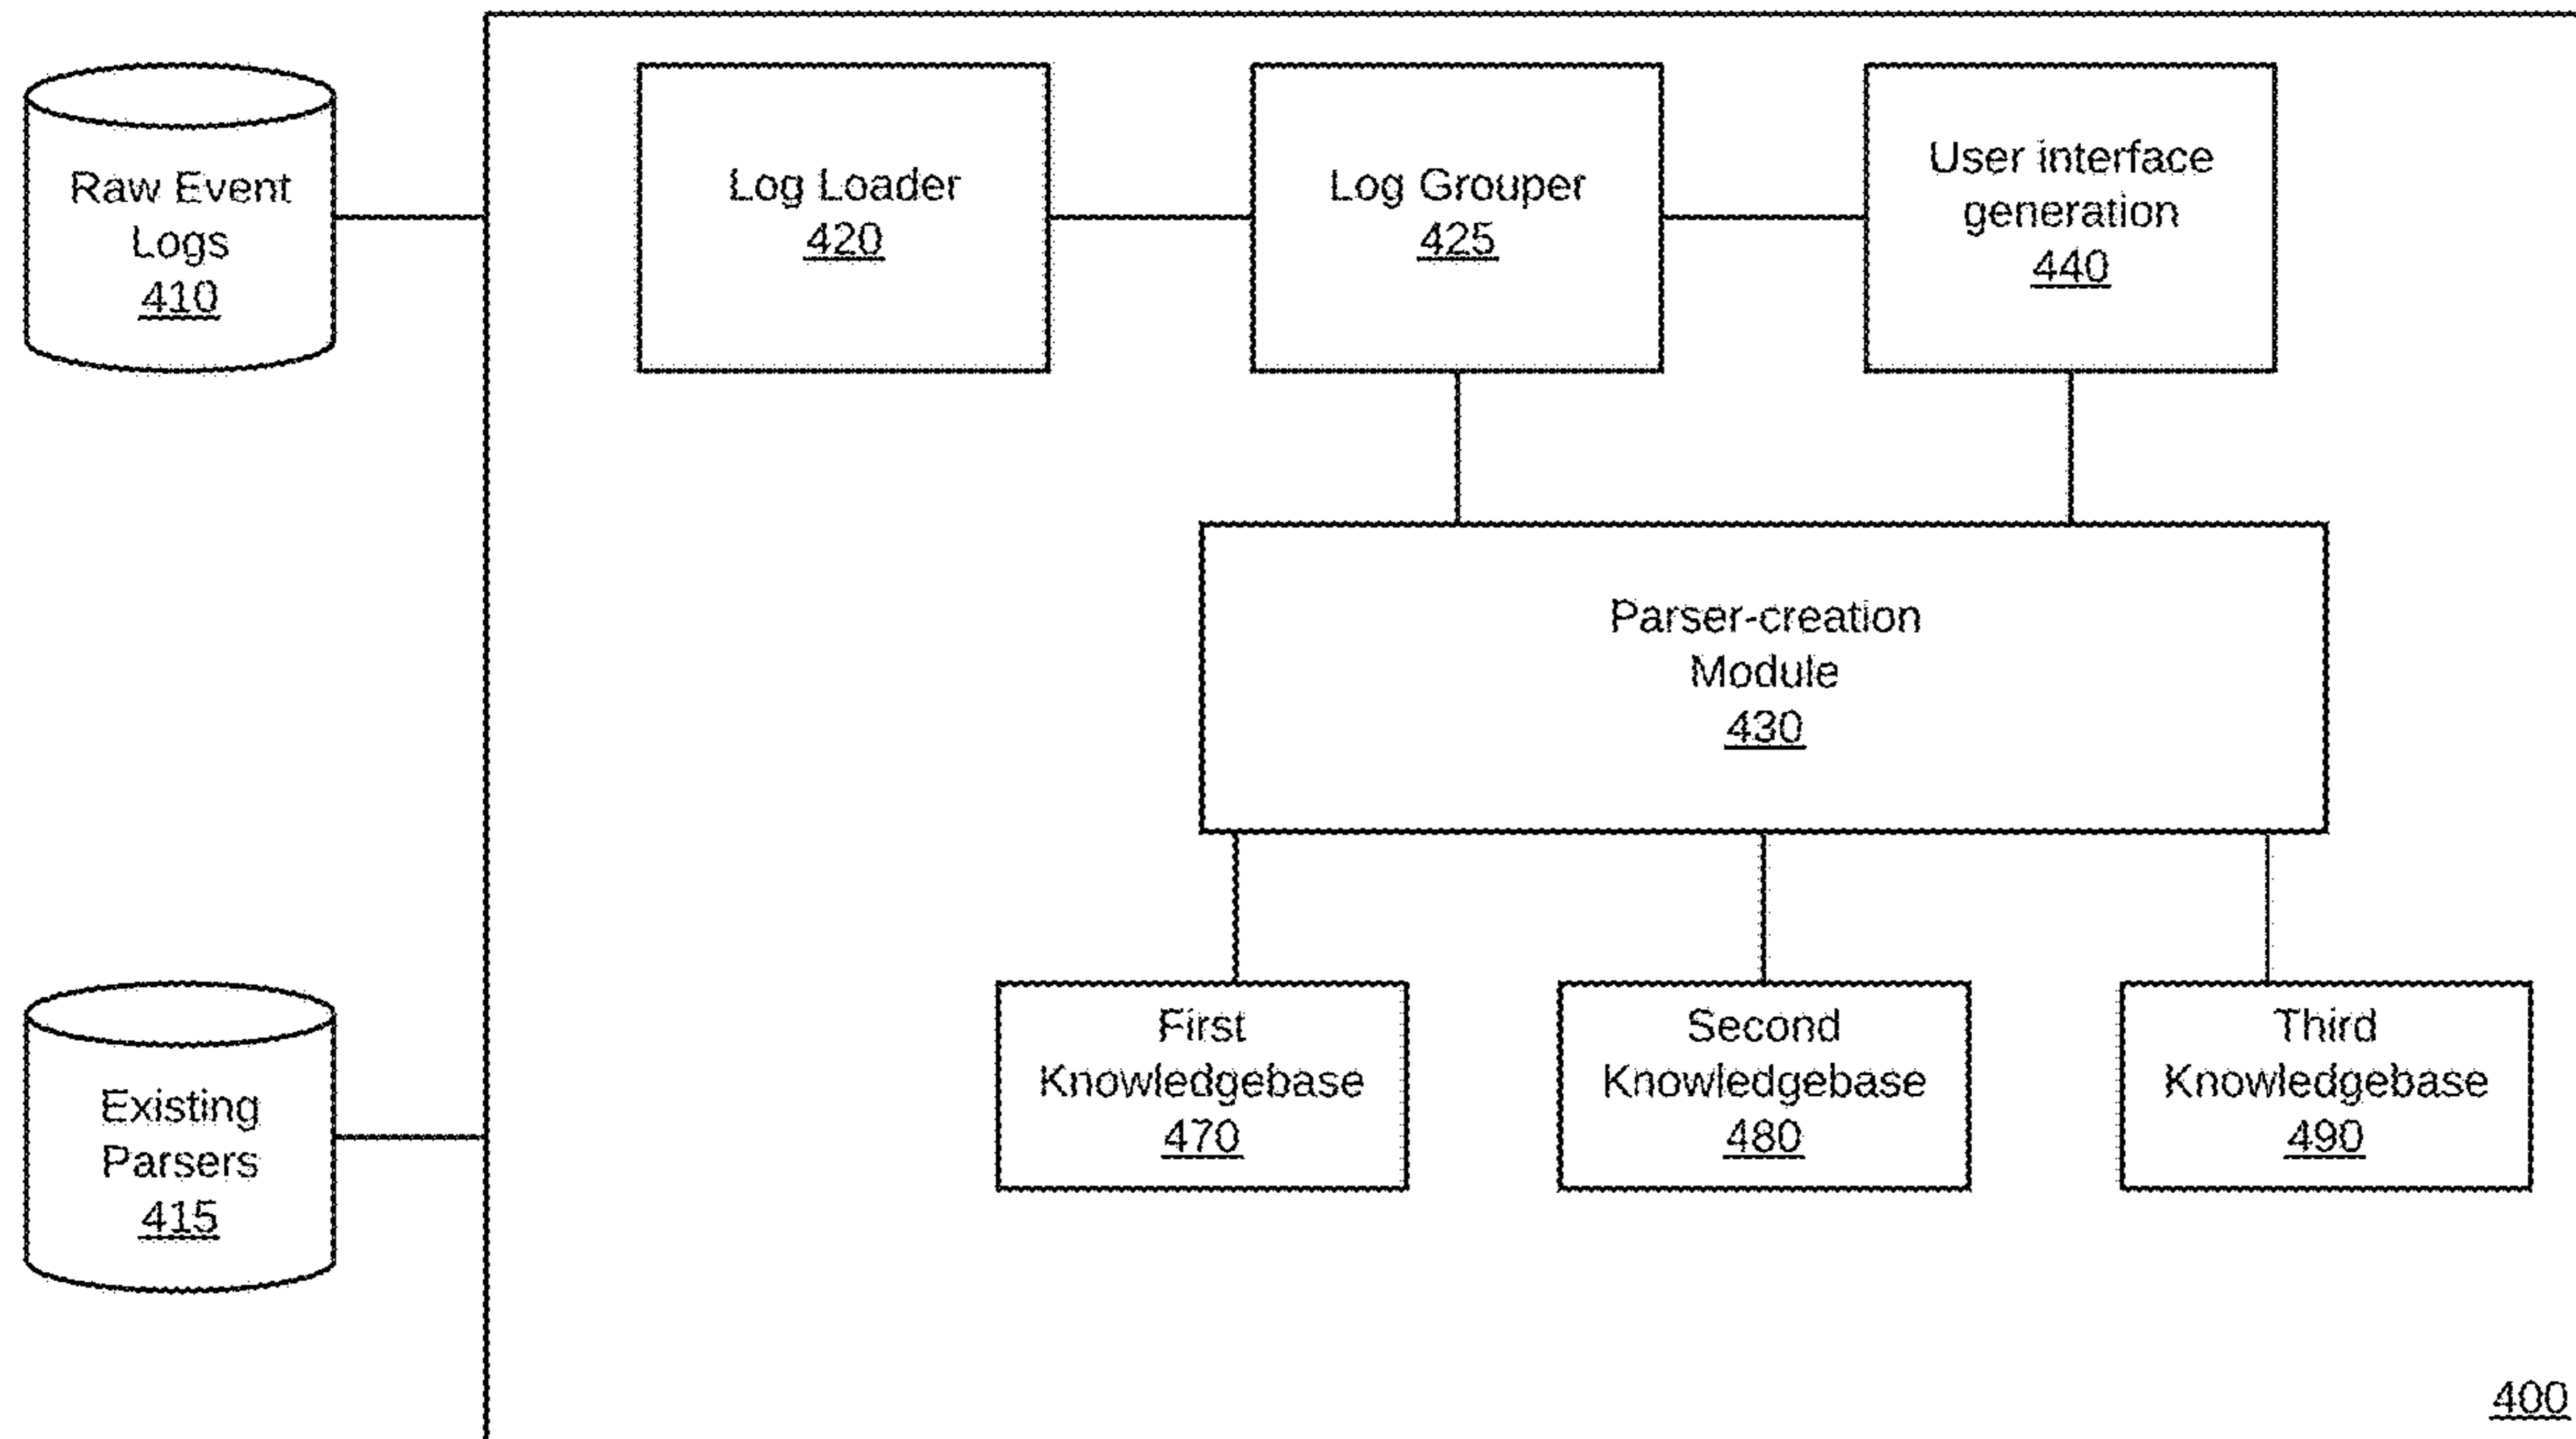 Raw Event
Logs
410
Log Loader
420
Log Grouper
425
User interface
generation
440
Parser-creation
Module
430
Existing
Parsers
415
First
Knowledgebase
470
Second
Knowledgebase
480
Third
Knowledgebase
490
400